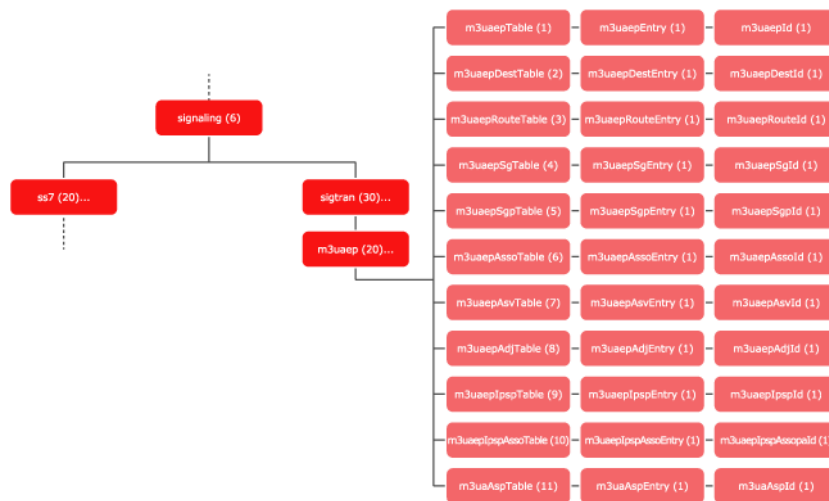 m3uaepTable (1) m3uaepEntry (1) m3uaepId (1)
m3uaepDestTable (2) m3uaepDestEntry (1) m3uaepDestId (1)
signaling (6)
m3uaepRouteTable (3) m3uaepRouteEntry (1) m3uaepRouteId (1)
m3uaepSgTable (4) m3uaepSgEntry (1) m3uaepSgId (1)
ss7 (20)... sigtran (30)...
m3uaepSgpTable (5) m3uaepSgpEntry (1) m3uaepSgpId (1)
m3uaep (20)...
m3uaepAssoTable (6) m3uaepAssoEntry (1) m3uaepAssoId (1)
m3uaepAsvTable (7) m3uaepAsvEntry (1) m3uaepAsvId (1)
m3uaepAdjTable (8) m3uaepAdjEntry (1) m3uaepAdjId (1)
m3uaepIpspTable (9) m3uaepIpspEntry (1) m3uaepIpspId (1)
m3uaepIpspAssoTable (10) m3uaepIpspAssoEntry (1) m3uaepIpspAssopaId (1)
m3uaAspTable (11) m3uaAspEntry (1) m3uaAspId (1)